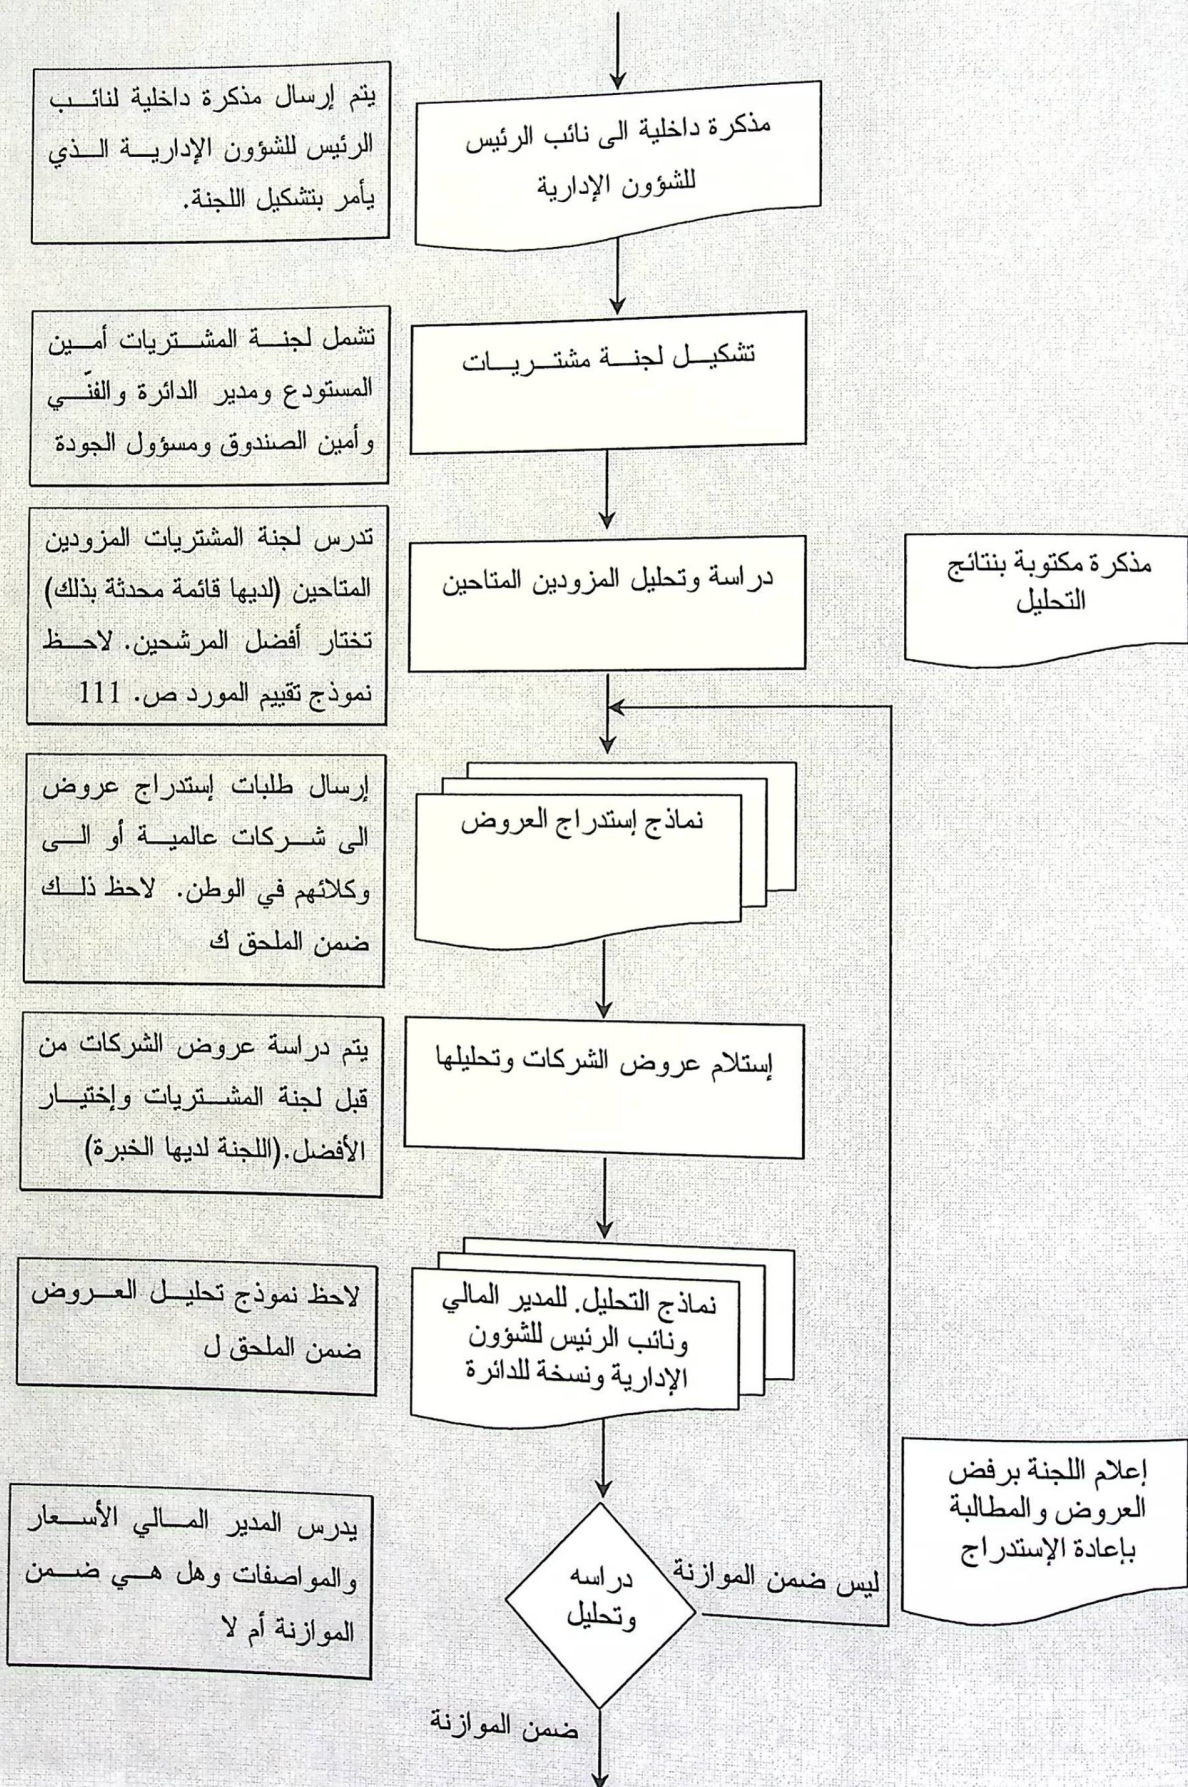 مذكرة داخلية الى نائب الرئيس
للشؤون الإدارية
يتم إرسال مذكرة داخلية لنائب
الرئيس للشؤون الإدارية الذي
يأمر بتشكيل اللجنة.
تشكيل لجنة مشتريات
تشمل لجنة المشتريات أمين
المستودع ومدير الدائرة والفنّي
وأمين الصندوق ومسؤول الجودة
مذكرة مكتوبة بنتائج
التحليل
دراسة وتحليل المزودين المتاحين
تدرس لجنة المشتريات المزودين
المتاحين (لديها قائمة محدثة بذلك)
تختار أفضل المرشحين. لاحظ
نموذج تقييم المورد ص. 111
نماذج إستدراج العروض
إرسال طلبات إستدراج عروض
الى شركات عالمية أو الى
وكلائهم في الوطن. لاحظ ذلك
ضمن الملحق ك
إستلام عروض الشركات وتحليلها
يتم دراسة عروض الشركات من
قبل لجنة المشتريات وإختيار
الأفضل.(اللجنة لديها الخبرة)
نماذج التحليل. للمدير المالي
ونائب الرئيس للشؤون
الإدارية ونسخة للدائرة
لاحظ نموذج تحليل العروض
ضمن الملحق ل
إعلام اللجنة برفض
العروض والمطالبة
بإعادة الإستدراج
ليس ضمن الموازنة
دراسه
وتحليل
يدرس المدير المالي الأسعار
والمواصفات وهل هي ضمن
الموازنة أم لا
ضمن الموازنة